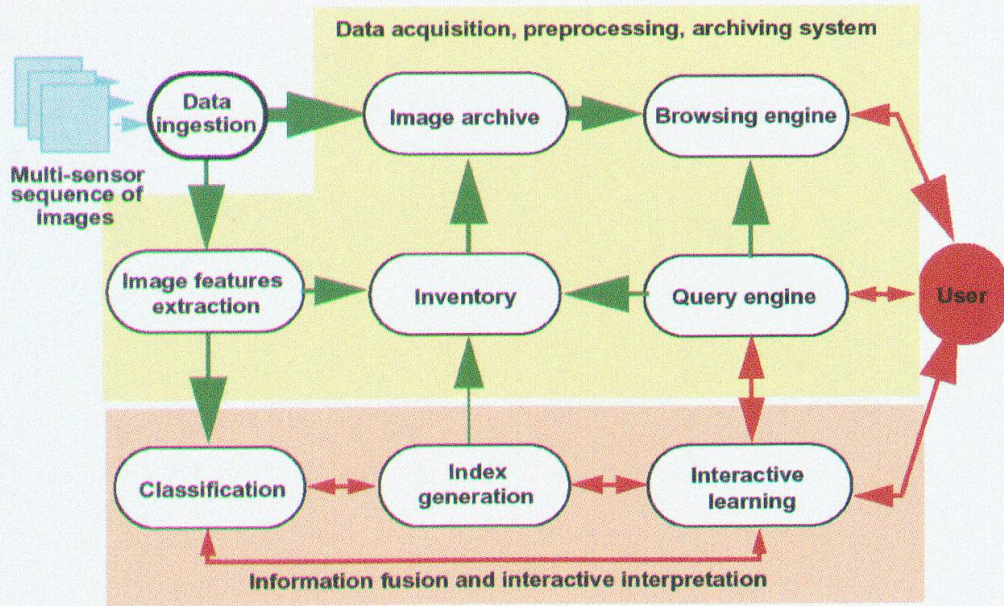 Data acquisition, preprocessing, archiving system
Data
ingestion
Image archive
Browsing engine
Multi-sensor
sequence of
images
Image features
extraction
Inventory
Query engine
User
Classification
Index
generation
Interactive
learning
Information fusion and interactive interpretation